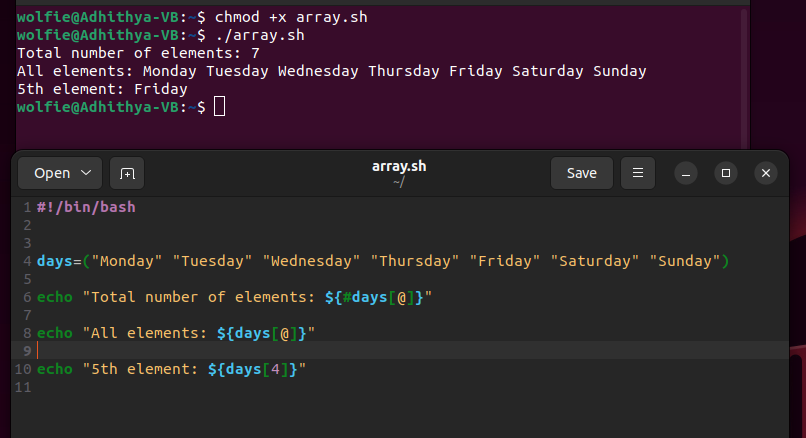 wolfie@Adhithya-VB:~$ chmod +x array.sh
wolfie@Adhithya-VB:~$ ./array.sh
Total number of elements: 7
All elements: Monday Tuesday Wednesday Thursday Friday Saturday Sunday
5th element: Friday
wolfie@Adhithya-VB:~$
Open
array.sh
~/
Save
1 #!/bin/bash
2
3
4 days=("Monday" "Tuesday" "Wednesday" "Thursday" "Friday" "Saturday" "Sunday")
5
6 echo "Total number of elements: ${#days[@]}"
7
8 echo "All elements: ${days[@]}"
9
10 echo "5th element: ${days[4]}"
11